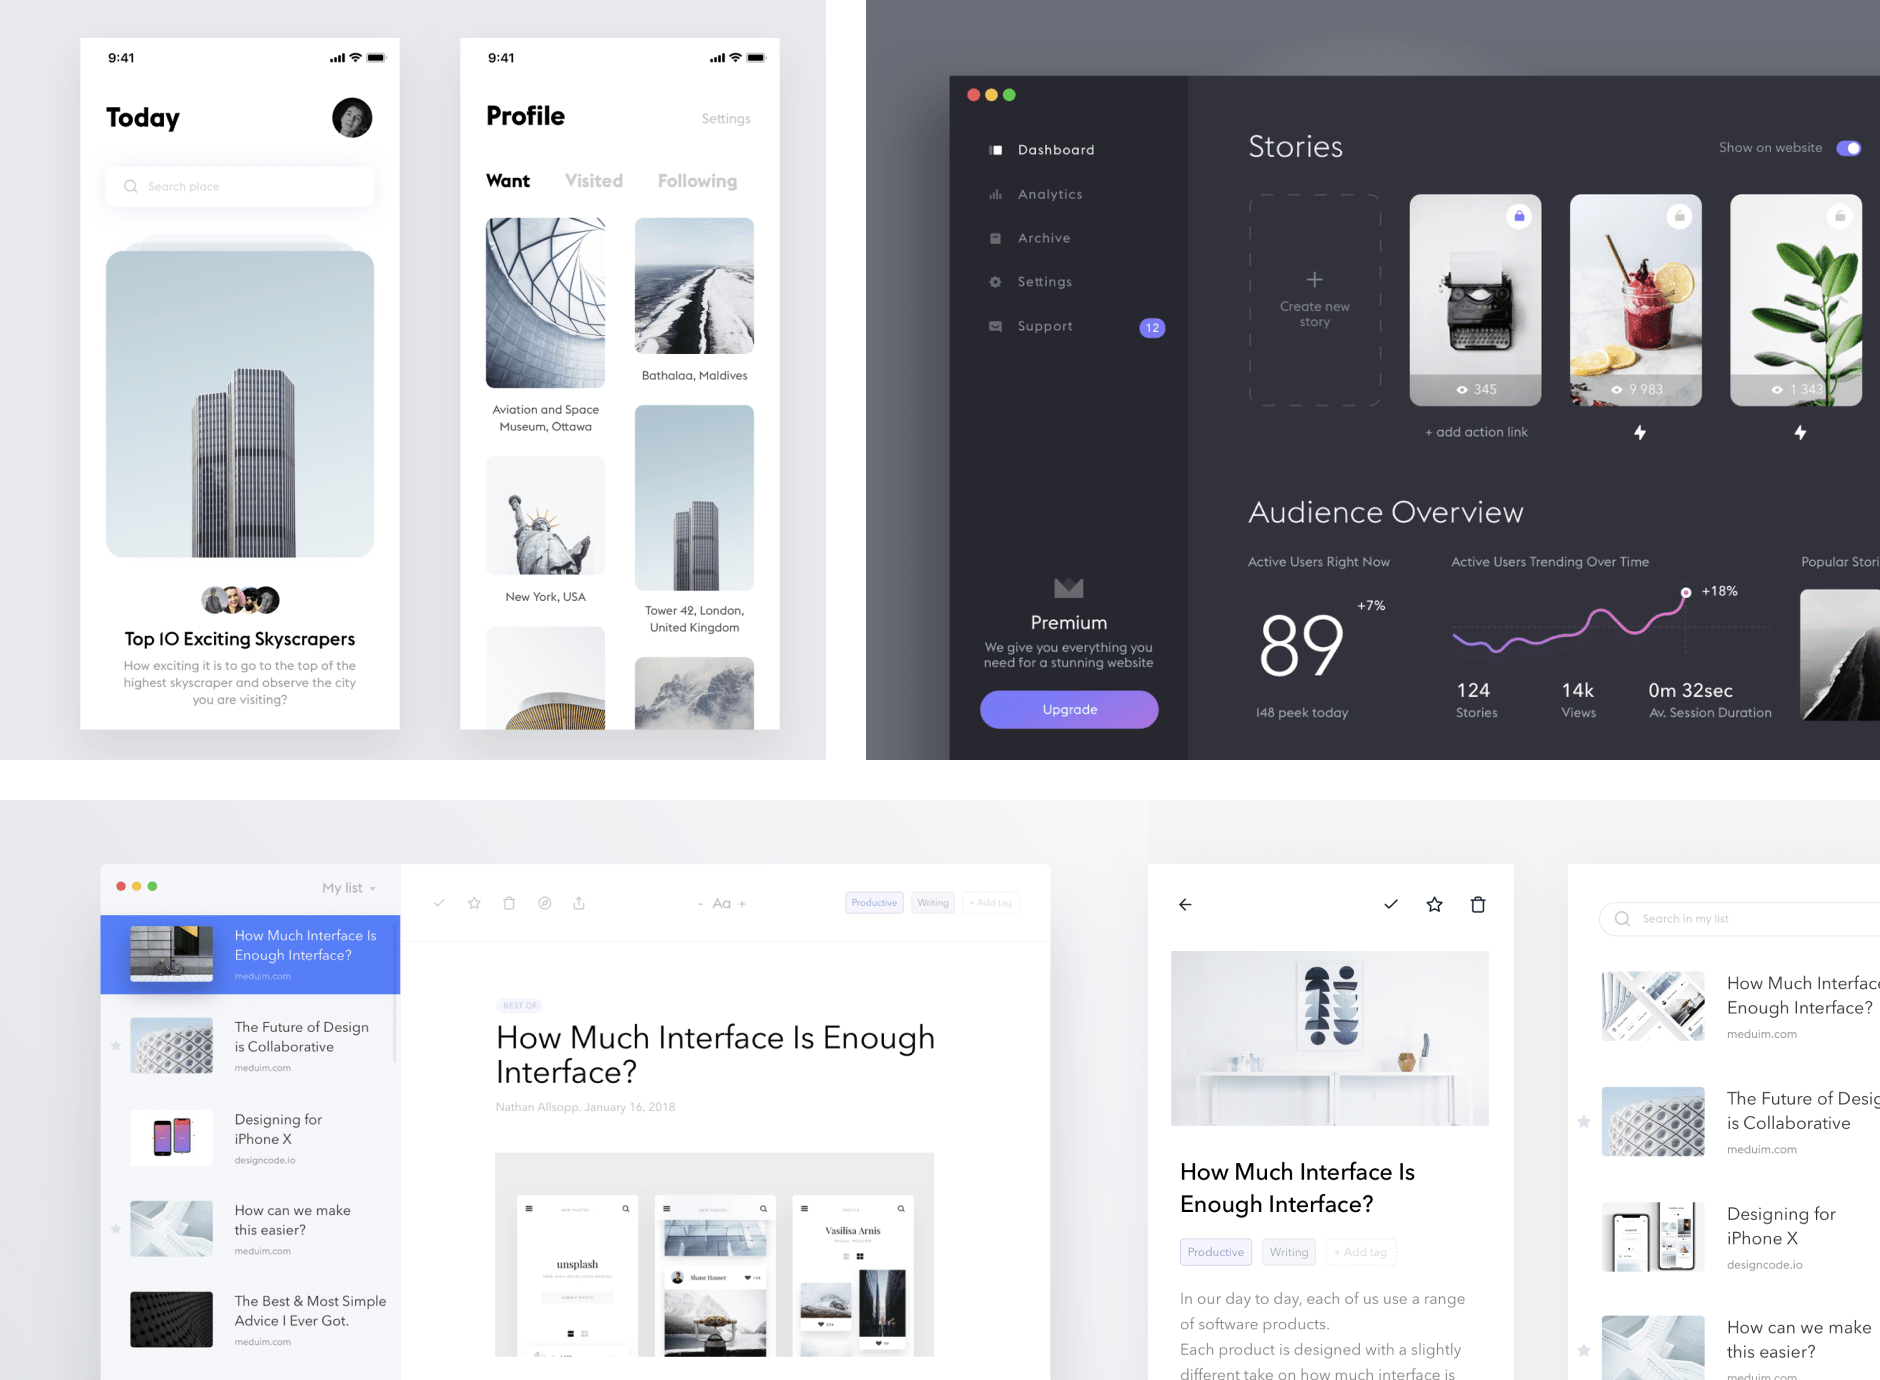 9:41
Today
Search place
Top 10 Exciting Skyscrapers
How exciting it is to go to the top of the
highest skyscraper and observe the city
you are visiting?
9:41
Profile
Settings
Want
Visited
Following
Aviation and Space
Museum, Ottawa
New York, USA
Bathalaa, Maldives
Tower 42, London,
United Kingdom
Dashboard
Analytics
Archive
Settings
Support
12
Premium
We give you everything you
need for a stunning website
Upgrade
Stories
Show on website
+
Create new
story
345
9 983
1 343
+ add action link
Audience Overview
Active Users Right Now
+7%
89
148 peek today
Active Users Trending Over Time
+18%
124
Stories
14k
Views
0m 32sec
Av. Session Duration
Popular Stori
My list
How Much Interface Is
Enough Interface?
meduim.com
The Future of Design
is Collaborative
meduim.com
Designing for
iPhone X
designcode.io
How can we make
this easier?
meduim.com
The Best & Most Simple
Advice I Ever Got.
meduim.com
- Aa +
Productive
Writing
+ Add tag
BEST OF
How Much Interface Is Enough
Interface?
Nathan Allsopp. January 16, 2018
unsplash
Shane Hauser
PROFILE
Vasilisa Arnis
How Much Interface Is
Enough Interface?
Productive
Writing
+ Add tag
In our day to day, each of us use a range
of software products.
Each product is designed with a slightly
different take on how much interface is
Search in my list
How Much Interface
Enough Interface?
meduim.com
The Future of Desig
is Collaborative
meduim.com
Designing for
iPhone X
designcode.io
How can we make
this easier?
meduim.com